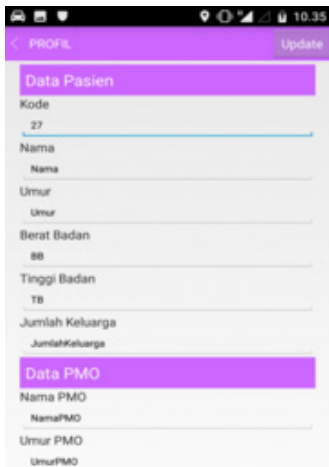 10.35
PROFIL
Update
Data Pasien
Kode
27
Nama
Nama
Umur
Umur
Berat Badan
BB
Tinggi Badan
TB
Jumlah Keluarga
JumlahKeluarga
Data PMO
Nama PMO
NamaPMO
Umur PMO
UmurPMO